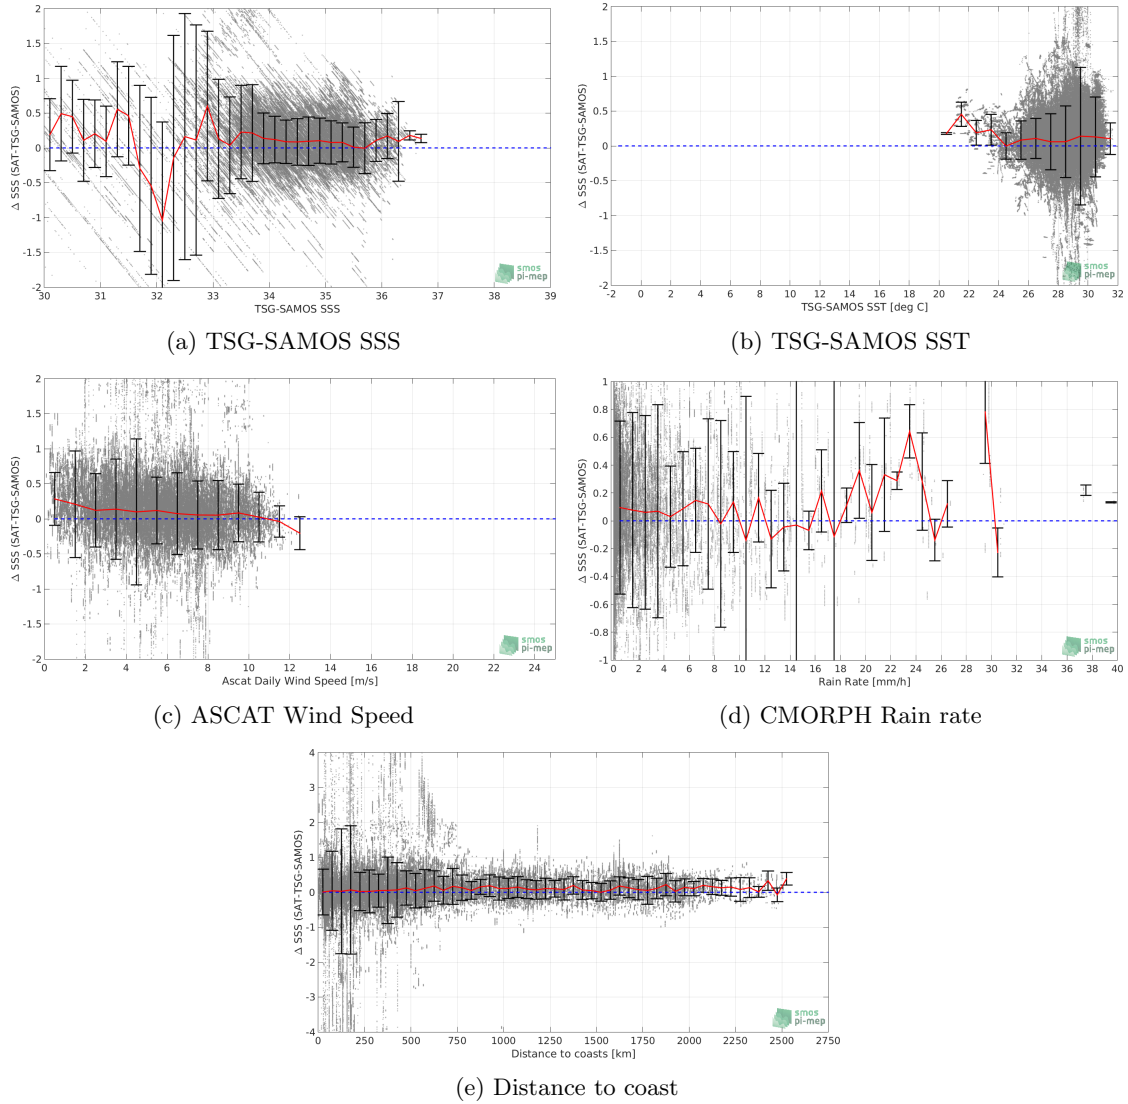 Δ SSS (SAT-TSG-SAMOS)
2
1.5
1
0.5
0
-0.5
-1
-1.5
-2
30 31 32 33 34 35 36 37 38 39
TSG-SAMOS SSS
smos
pi-mep
(a) TSG-SAMOS SSS
Δ SSS (SAT-TSG-SAMOS)
2
1.5
1
0.5
0
-0.5
-1
-1.5
-2
-2 0 2 4 6 8 10 12 14 16 18 20 22 24 26 28 30 32
TSG-SAMOS SST [deg C]
smos
pi-mep
(b) TSG-SAMOS SST
Δ SSS (SAT-TSG-SAMOS)
2
1.5
1
0.5
0
-0.5
-1
-1.5
-2
0 2 4 6 8 10 12 14 16 18 20 22 24
Ascat Daily Wind Speed [m/s]
smos
pi-mep
(c) ASCAT Wind Speed
Δ SSS (SAT-TSG-SAMOS)
1
0.8
0.6
0.4
0.2
0
-0.2
-0.4
-0.6
-0.8
-1
0 2 4 6 8 10 12 14 16 18 20 22 24 26 28 30 32 34 36 38 40
Rain Rate [mm/h]
smos
pi-mep
(d) CMORPH Rain rate
Δ SSS (SAT-TSG-SAMOS)
4
3
2
1
0
-1
-2
-3
-4
0 250 500 750 1000 1250 1500 1750 2000 2250 2500 2750
Distance to coasts [km]
smos
pi-mep
(e) Distance to coast